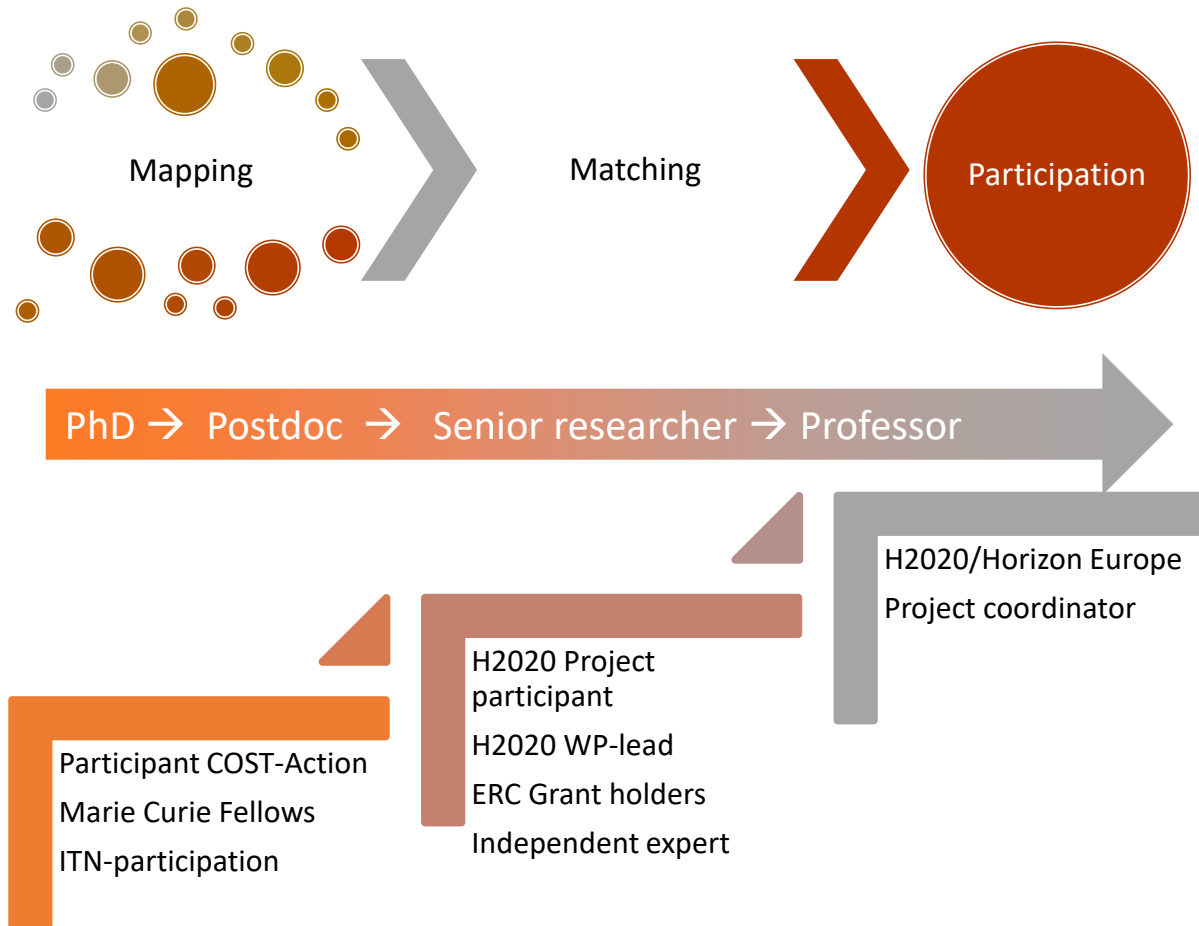 Mapping
Matching
Participation
PhD → Postdoc → Senior researcher → Professor
H2020/Horizon Europe
Project coordinator
H2020 Project
participant
H2020 WP-lead
ERC Grant holders
Independent expert
Participant COST-Action
Marie Curie Fellows
ITN-participation